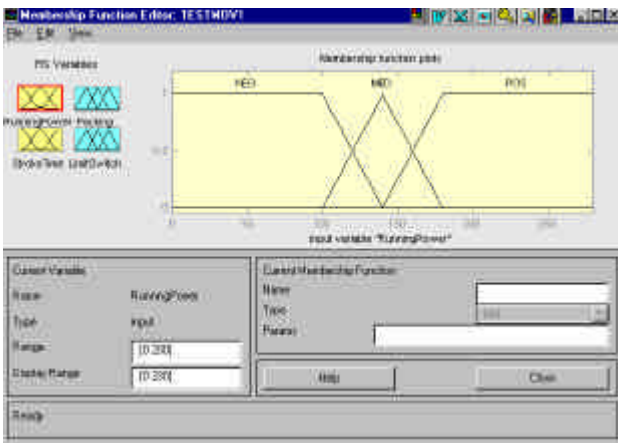 Membership Function Editor: TESTMOV1
File Edit View
FIS Variables
Membership function plots
RunningPower Packing
StrokeTime LimitSwitch
NEG MED POS
1
0.5
0
0 50 100 150 200 250
input variable "RunningPower"
Current Variable
Name RunningPower
Type input
Range [0 280]
Display Range [0 280]
Current Membership Function
Name
Type
Params
Help Close
Ready